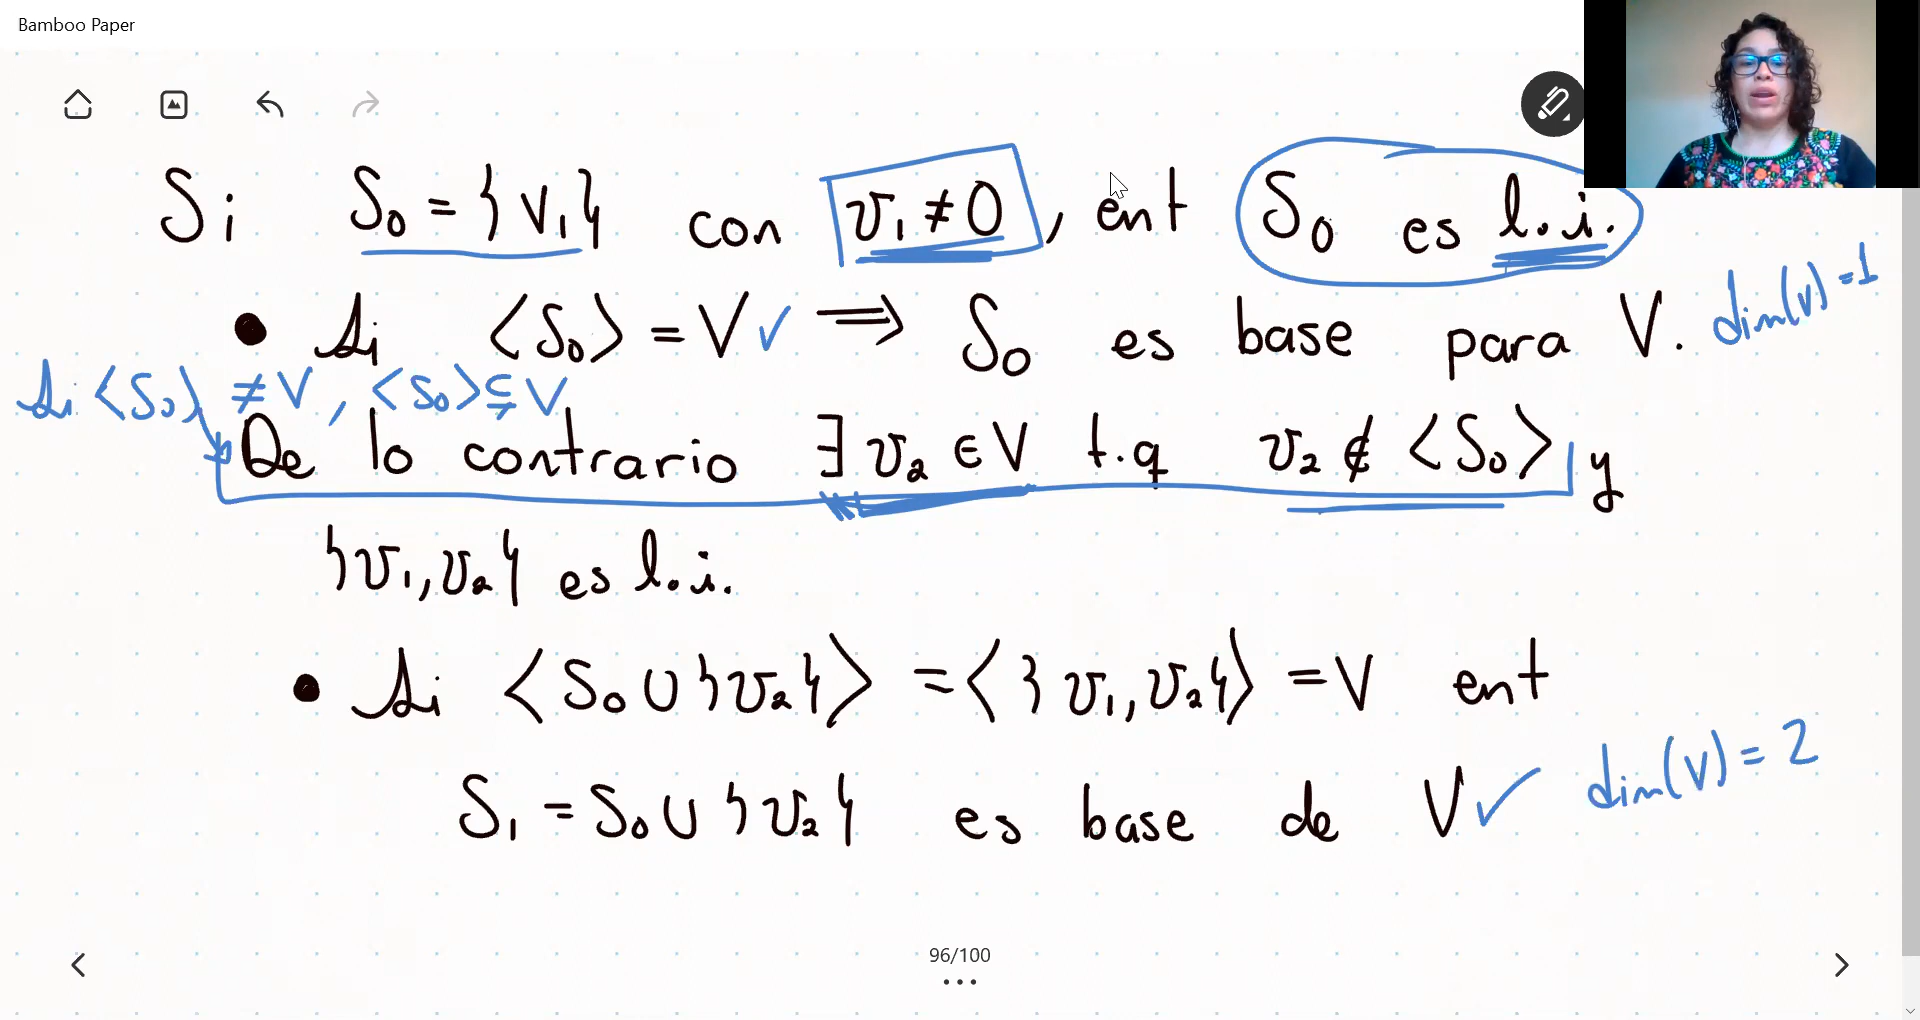 Bamboo Paper
Si S₀ = {v₁} con v₁ ≠ 0, ent S₀ es l.i.
• Si ⟨S₀⟩ = V ✓ ⟹ S₀ es base para V. dim(V) = 1
Si ⟨S₀⟩ ≠ V, ⟨S₀⟩ ⊊ V
De lo contrario ∃ v₂ ∈ V t.q v₂ ∉ ⟨S₀⟩ y
{v₁, v₂} es l.i.
• Si ⟨S₀ ∪ {v₂}⟩ = ⟨{v₁, v₂}⟩ = V ent
S₁ = S₀ ∪ {v₂} es base de V ✓ dim(V) = 2
96/100